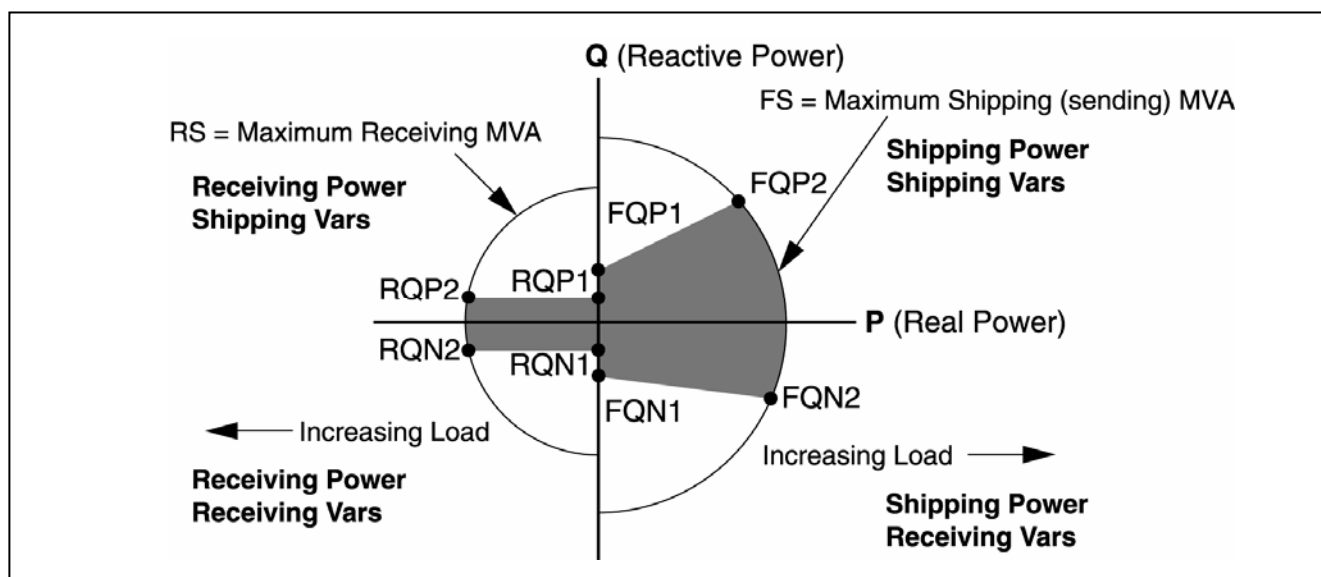 Q (Reactive Power)
FS = Maximum Shipping (sending) MVA
RS = Maximum Receiving MVA
Shipping Power
Shipping Vars
Receiving Power
Shipping Vars
FQP2
FQP1
RQP2
RQP1
P (Real Power)
RQN2
RQN1
FQN1
FQN2
Increasing Load
Increasing Load
Receiving Power
Receiving Vars
Shipping Power
Receiving Vars